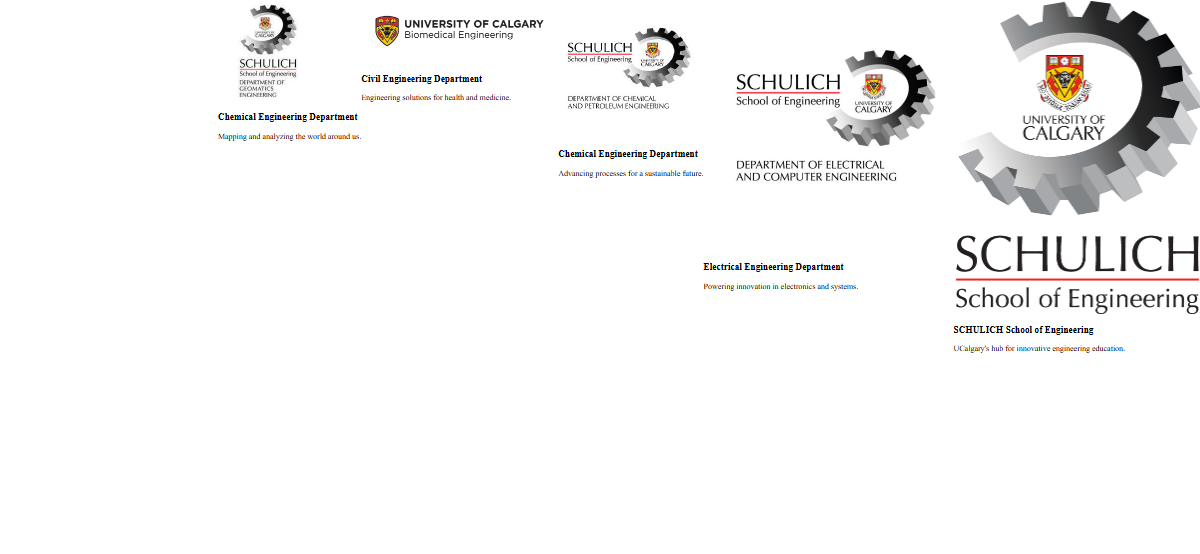 UNIVERSITY OF
CALGARY
SCHULICH
School of Engineering
DEPARTMENT OF
GEOMATICS
ENGINEERING
Chemical Engineering Department
Mapping and analyzing the world around us.
UNIVERSITY OF CALGARY
Biomedical Engineering
Civil Engineering Department
Engineering solutions for health and medicine.
SCHULICH
School of Engineering
UNIVERSITY OF
CALGARY
DEPARTMENT OF CHEMICAL
AND PETROLEUM ENGINEERING
Chemical Engineering Department
Advancing processes for a sustainable future.
SCHULICH
School of Engineering
UNIVERSITY OF
CALGARY
DEPARTMENT OF ELECTRICAL
AND COMPUTER ENGINEERING
Electrical Engineering Department
Powering innovation in electronics and systems.
UNIVERSITY OF
CALGARY
SCHULICH
School of Engineering
SCHULICH School of Engineering
UCalgary's hub for innovative engineering education.